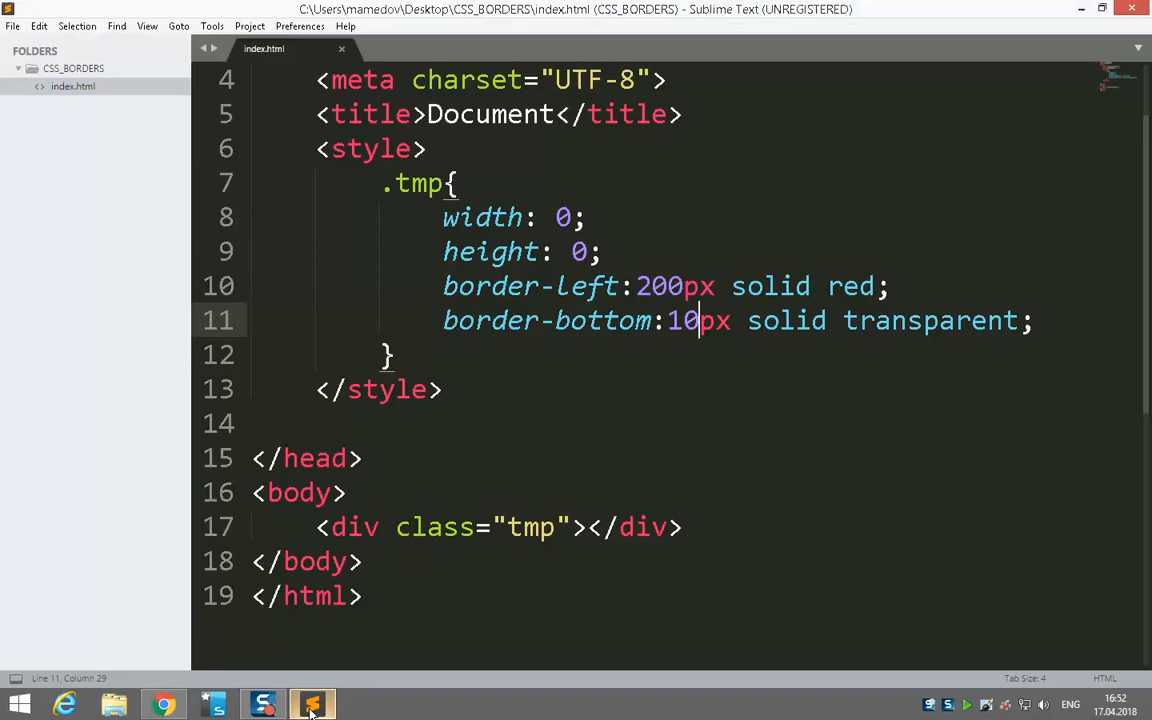 C:\Users\mamedov\Desktop\CSS_BORDERS\index.html (CSS_BORDERS) - Sublime Text (UNREGISTERED)
File Edit Selection Find View Goto Tools Project Preferences Help
FOLDERS
CSS_BORDERS
<> index.html
index.html
4 <meta charset="UTF-8">
5 <title>Document</title>
6 <style>
7 .tmp{
8 width: 0;
9 height: 0;
10 border-left:200px solid red;
11 border-bottom:10px solid transparent;
12 }
13 </style>
14
15 </head>
16 <body>
17 <div class="tmp"></div>
18 </body>
19 </html>
Line 11, Column 29
Tab Size: 4
HTML
ENG
16:52
17.04.2018